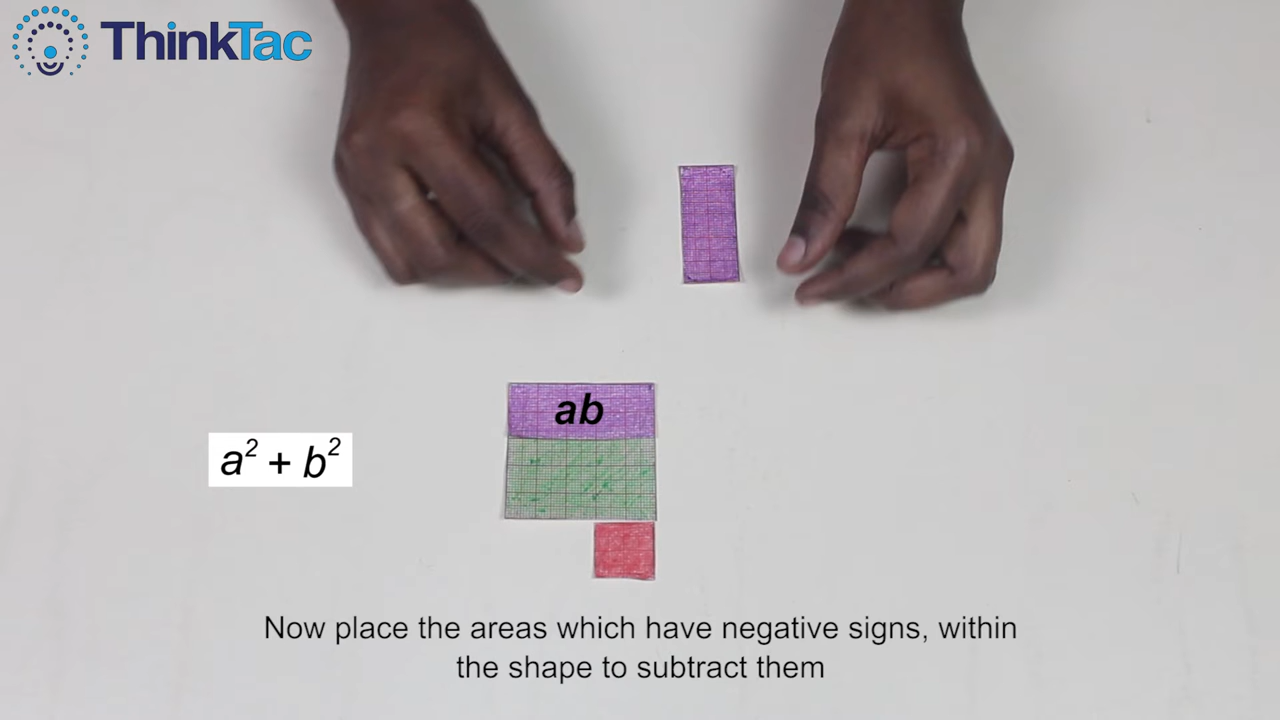 ThinkTac
ab
a² + b²
Now place the areas which have negative signs, within
the shape to subtract them